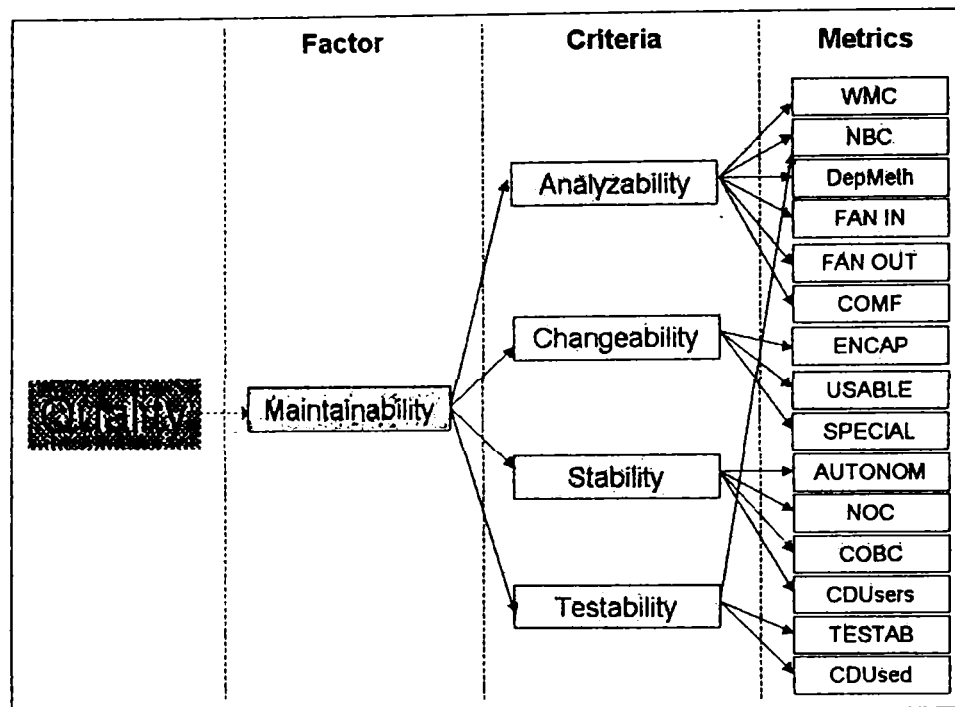 Factor
Criteria
Metrics
WMC
NBC
DepMeth
FAN IN
FAN OUT
COMF
ENCAP
USABLE
SPECIAL
AUTONOM
NOC
COBC
CDUsers
TESTAB
CDUsed
Analyzability
Changeability
Stability
Testability
Maintainability
Quality